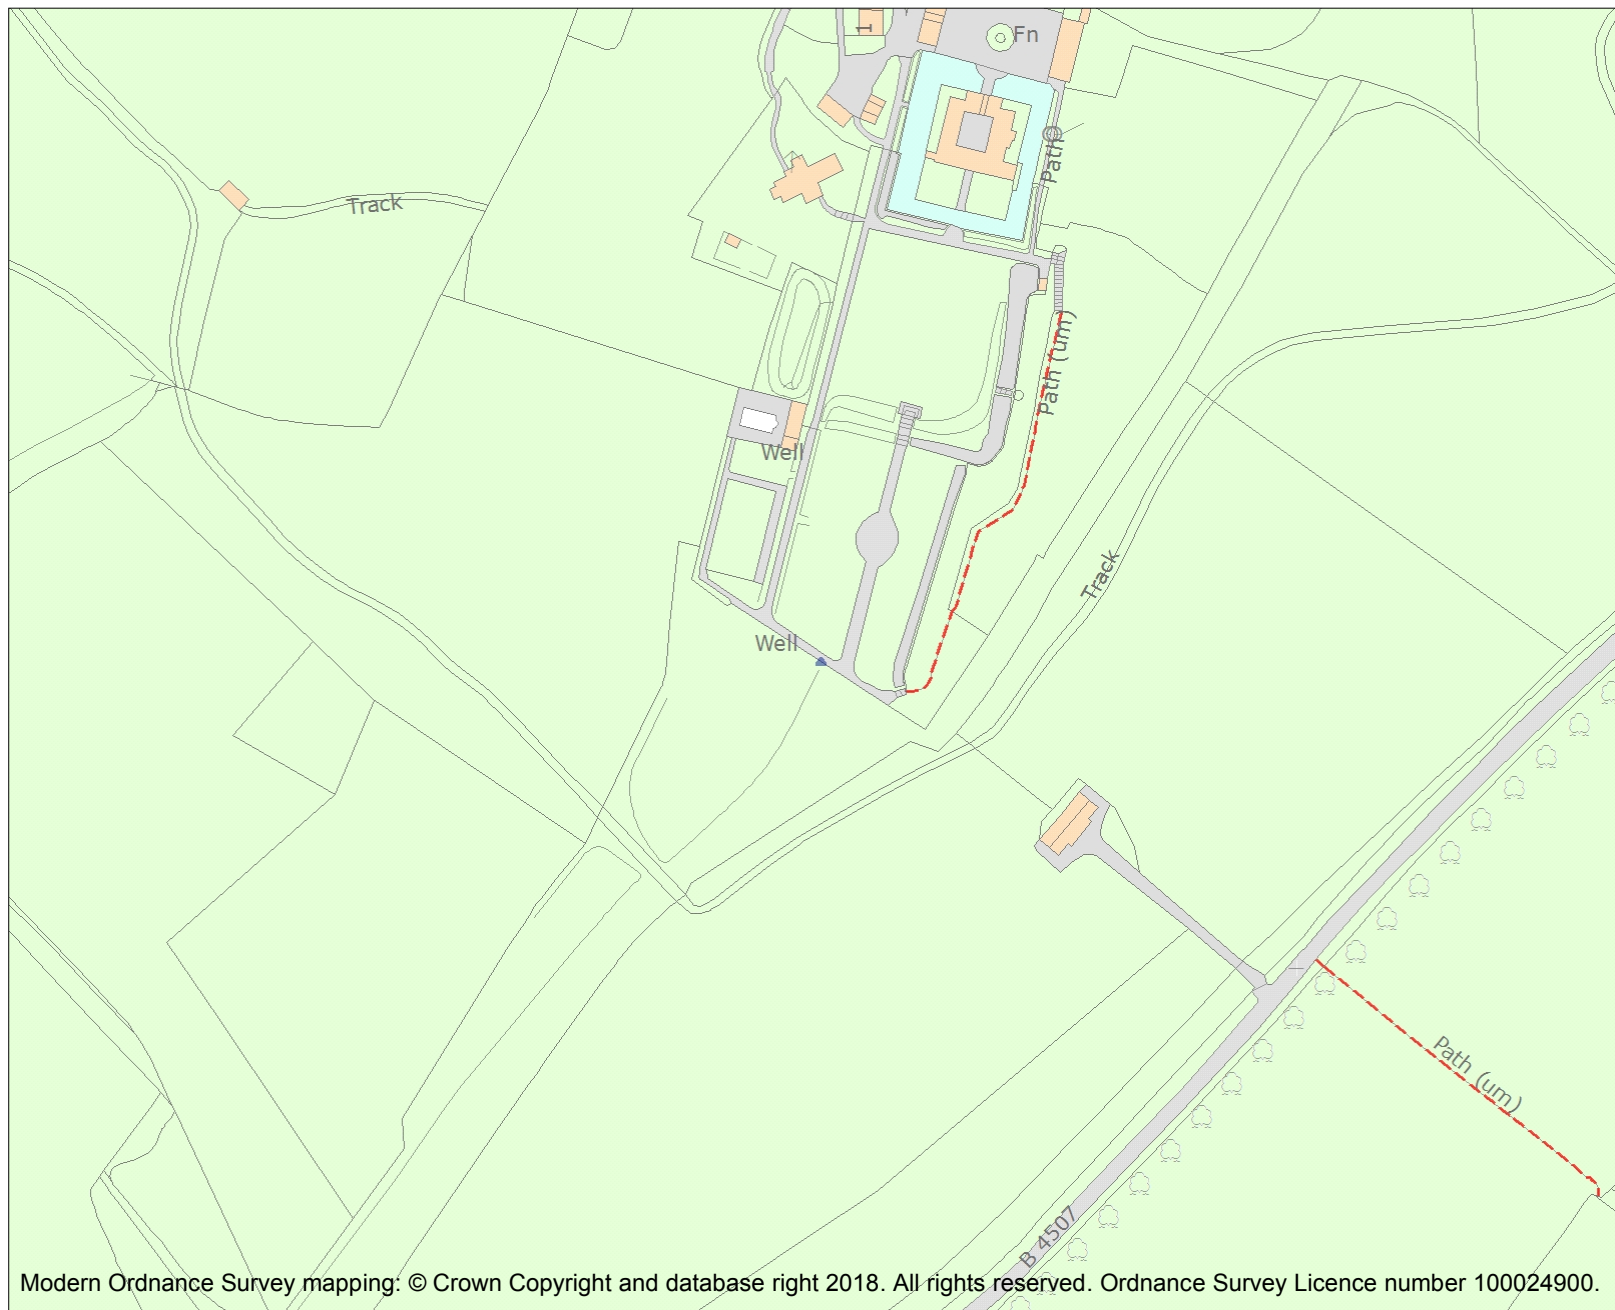 1
Fn
Path
Track
Path (um)
Well
Track
Well
Path (um)
B 4507
Modern Ordnance Survey mapping: © Crown Copyright and database right 2018. All rights reserved. Ordnance Survey Licence number 100024900.